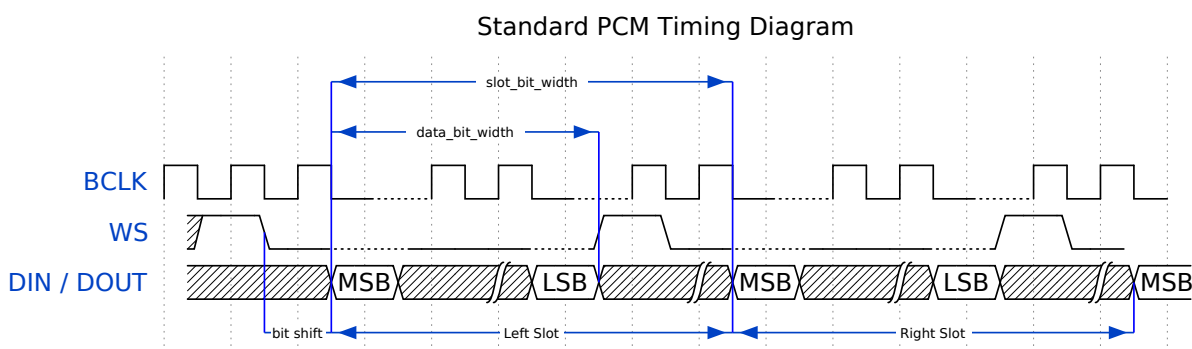 Standard PCM Timing Diagram
slot_bit_width
data_bit_width
BCLK
WS
DIN / DOUT
MSB
LSB
MSB
LSB
MSB
bit shift
Left Slot
Right Slot